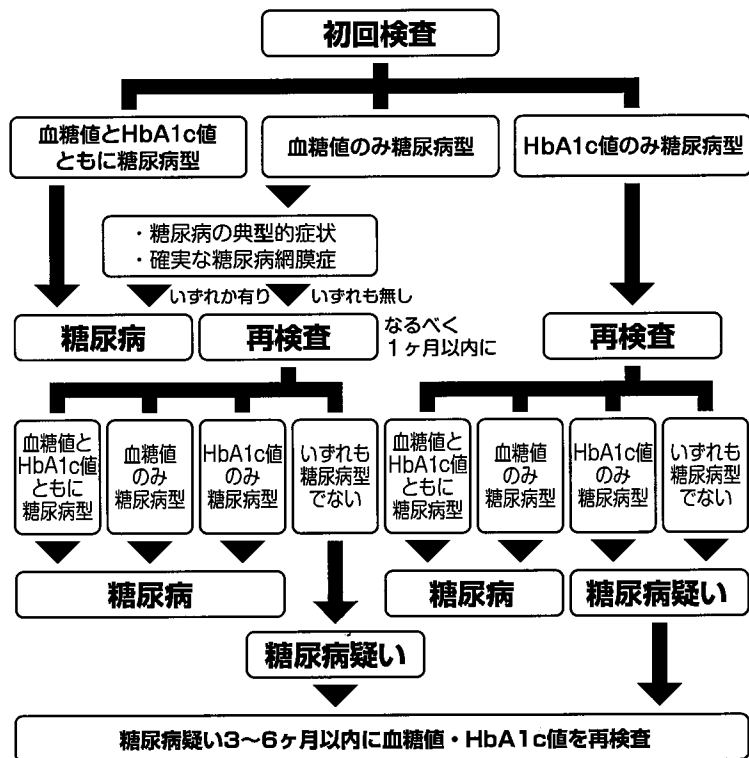 初回検査
血糖値とHbA1c値
ともに糖尿病型
血糖値のみ糖尿病型
HbA1c値のみ糖尿病型
・糖尿病の典型的症状
・確実な糖尿病網膜症
いずれか有り
いずれも無し
糖尿病
再検査
なるべく
1ヶ月以内に
再検査
血糖値と
HbA1c値
ともに
糖尿病型
血糖値
のみ
糖尿病型
HbA1c値
のみ
糖尿病型
いずれも
糖尿病型
でない
血糖値と
HbA1c値
ともに
糖尿病型
血糖値
のみ
糖尿病型
HbA1c値
のみ
糖尿病型
いずれも
糖尿病型
でない
糖尿病
糖尿病
糖尿病疑い
糖尿病疑い
糖尿病疑い3〜6ヶ月以内に血糖値・HbA1c値を再検査